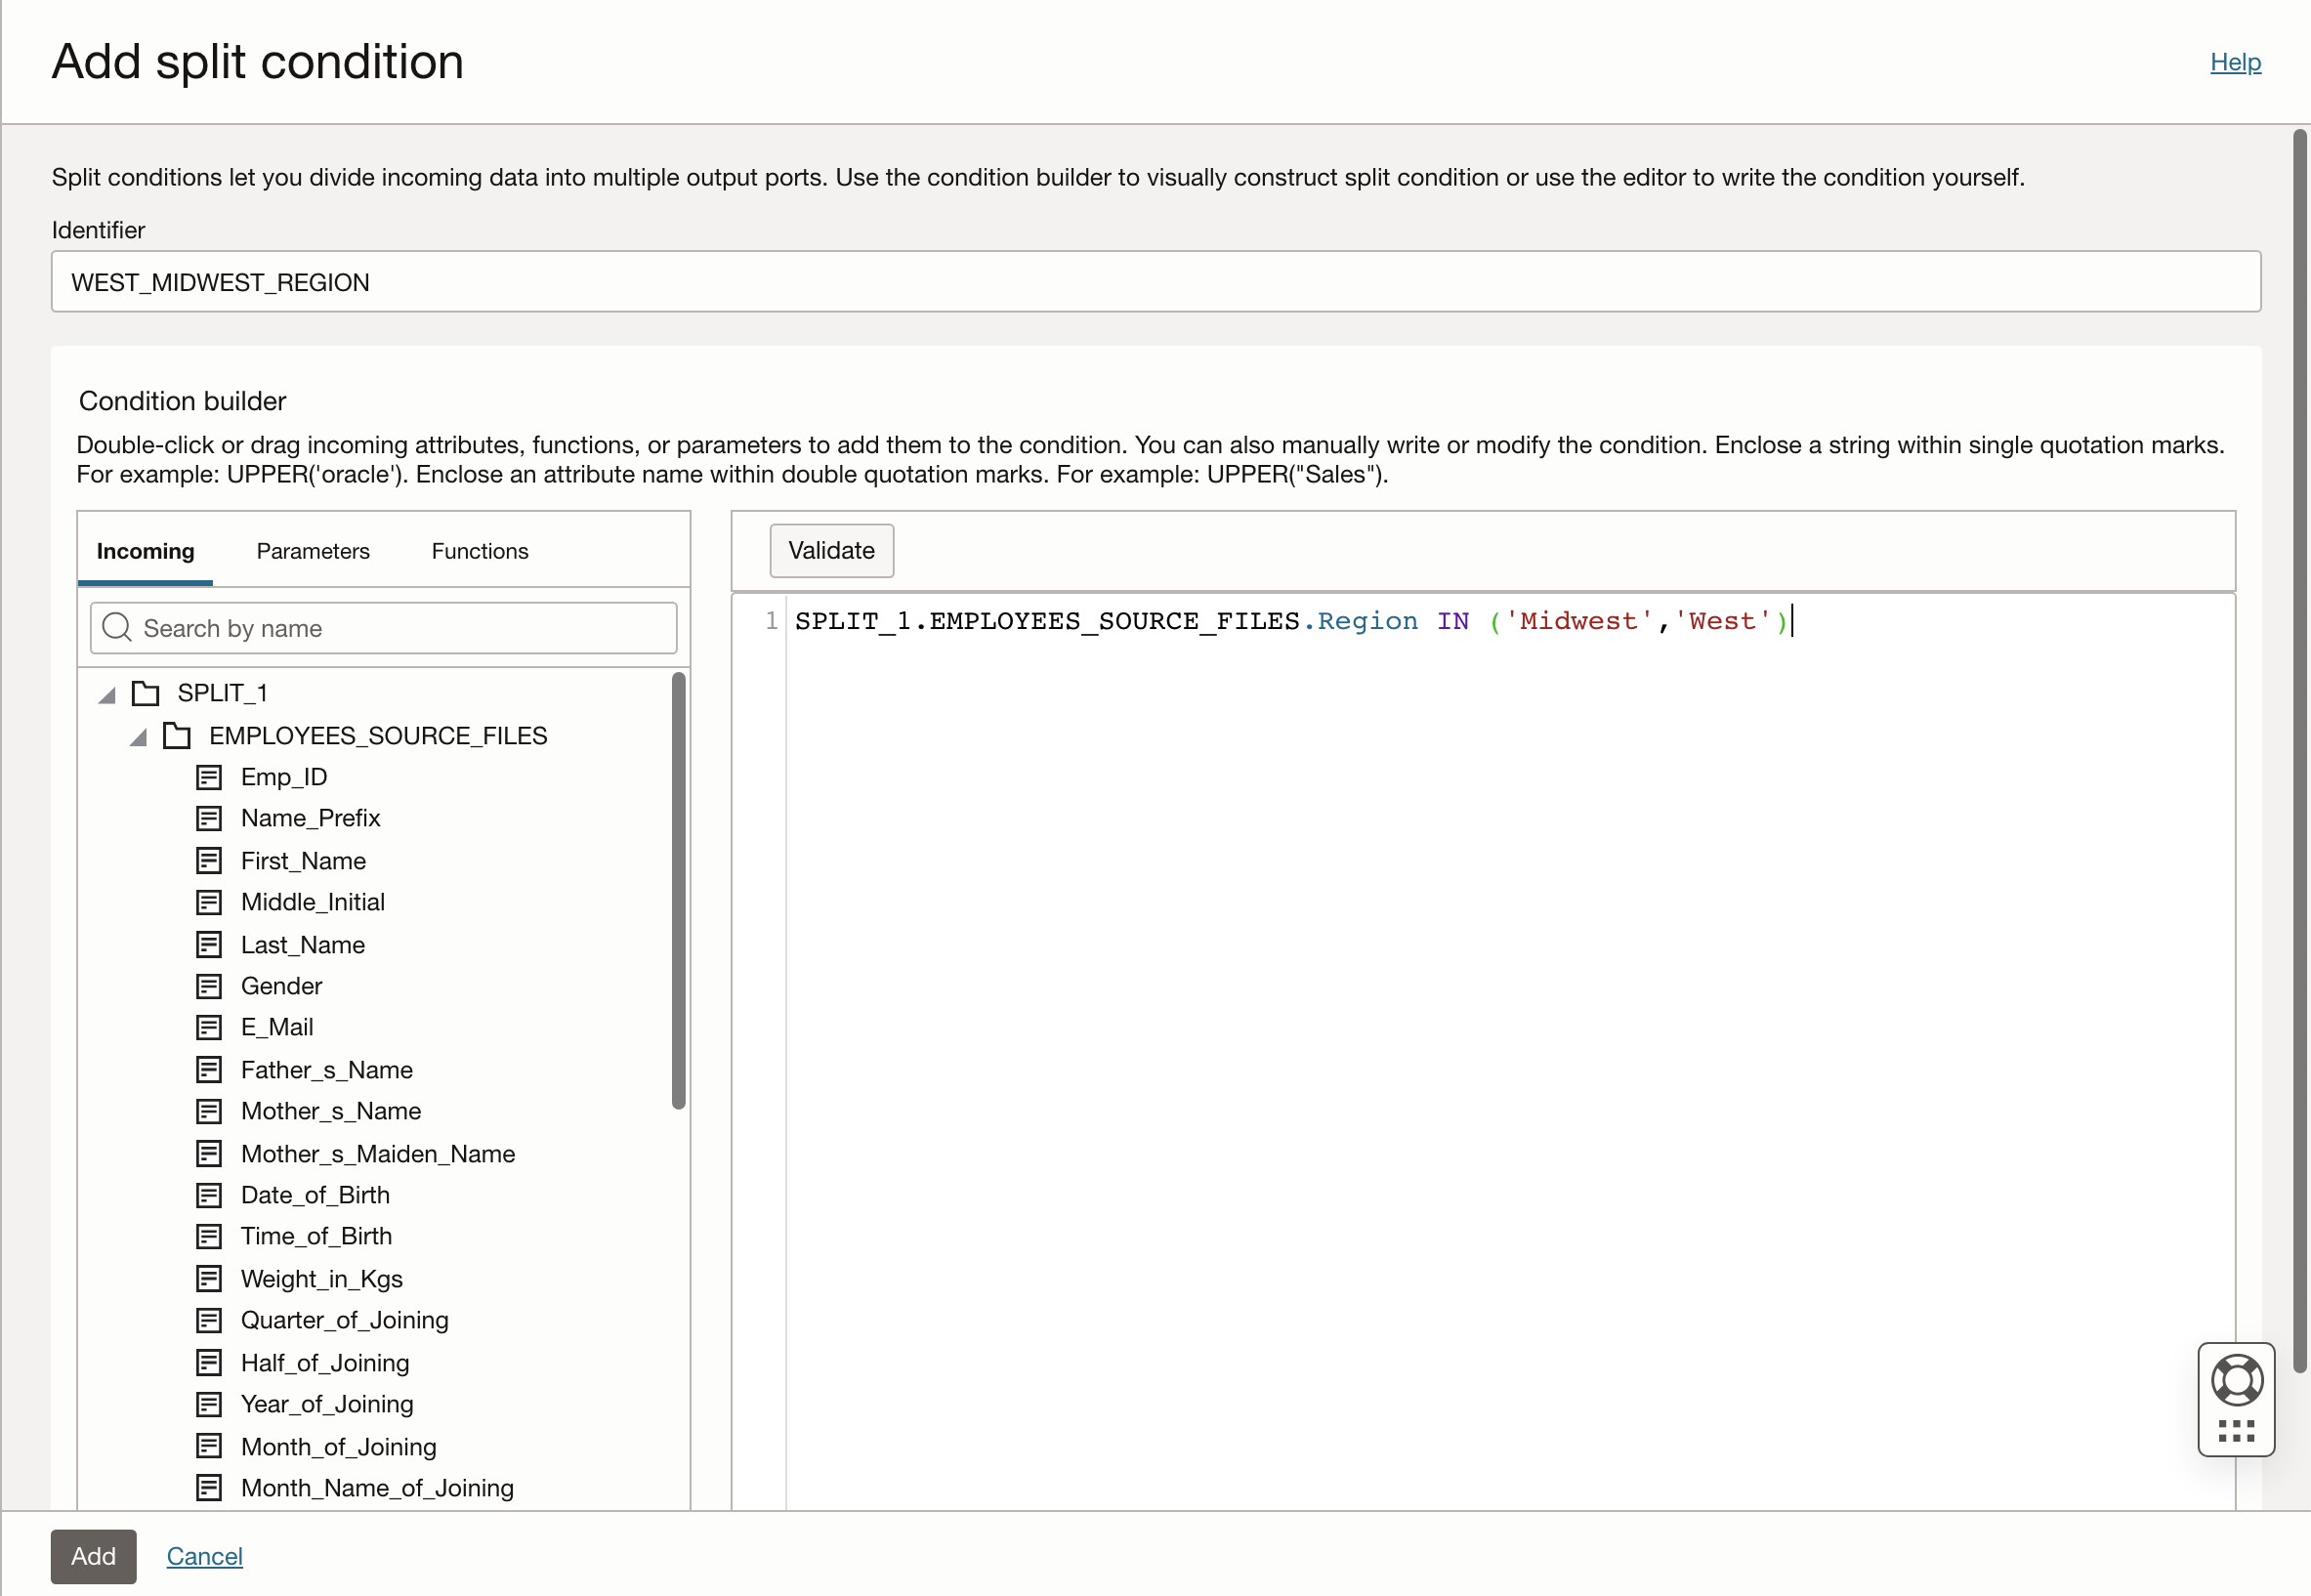 Add split condition
Help
Split conditions let you divide incoming data into multiple output ports. Use the condition builder to visually construct split condition or use the editor to write the condition yourself.
Identifier
WEST_MIDWEST_REGION
Condition builder
Double-click or drag incoming attributes, functions, or parameters to add them to the condition. You can also manually write or modify the condition. Enclose a string within single quotation marks.
For example: UPPER('oracle'). Enclose an attribute name within double quotation marks. For example: UPPER("Sales").
Incoming Parameters Functions
Search by name
SPLIT_1
EMPLOYEES_SOURCE_FILES
Emp_ID
Name_Prefix
First_Name
Middle_Initial
Last_Name
Gender
E_Mail
Father_s_Name
Mother_s_Name
Mother_s_Maiden_Name
Date_of_Birth
Time_of_Birth
Weight_in_Kgs
Quarter_of_Joining
Half_of_Joining
Year_of_Joining
Month_of_Joining
Month_Name_of_Joining
Validate
1 SPLIT_1.EMPLOYEES_SOURCE_FILES.Region IN ('Midwest','West')
Add Cancel